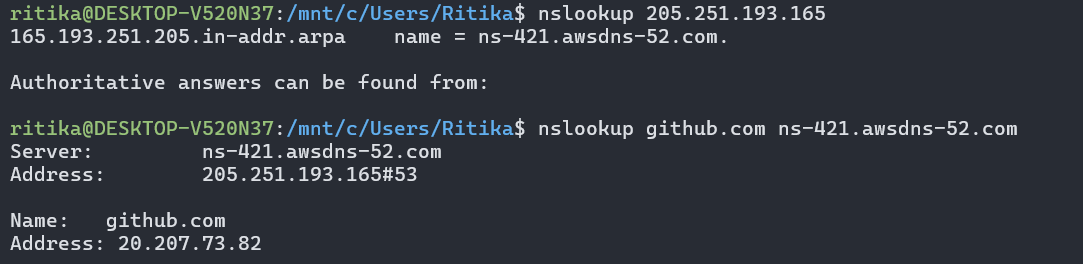 ritika@DESKTOP-V520N37:/mnt/c/Users/Ritika$ nslookup 205.251.193.165
165.193.251.205.in-addr.arpa    name = ns-421.awsdns-52.com.
Authoritative answers can be found from:
ritika@DESKTOP-V520N37:/mnt/c/Users/Ritika$ nslookup github.com ns-421.awsdns-52.com
Server:         ns-421.awsdns-52.com
Address:        205.251.193.165#53
Name:   github.com
Address: 20.207.73.82